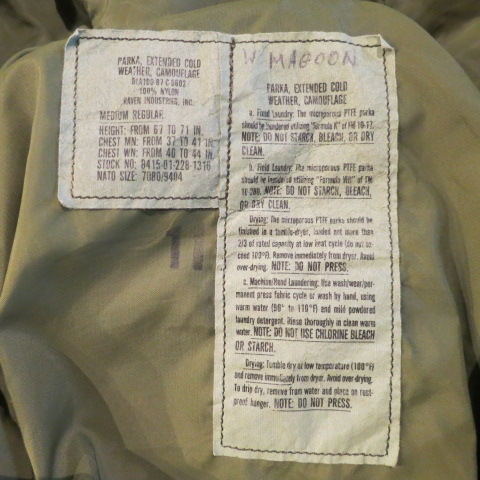 PARKA, EXTENDED COLD
WEATHER, CAMOUFLAGE
DLA100-87-C-0602
100% NYLON
RAVEN INDUSTRIES, INC.
MEDIUM REGULAR
HEIGHT: FROM 67 TO 71 IN.
CHEST WN: FROM 37 TO 41 IN.
CHEST MN: FROM 40 TO 44 IN.
STOCK NO: 8415-01-228-1316
NATO SIZE: 7080/9404
W MAGOON
PARKA, EXTENDED COLD
WEATHER, CAMOUFLAGE
a. Field Laundry: The microporous PTFE parka
should be laundered utilizing "Formula II" of FM 10-17.
NOTE: DO NOT STARCH, BLEACH, OR DRY
CLEAN.
b. Field Laundry: The microporous PTFE parka
should be laundered utilizing "Formula VIII" of TM
10-280. NOTE: DO NOT STARCH, BLEACH,
OR DRY CLEAN.
Drying: The microporous PTFE parka should be
finished in a tumble-dryer, loaded not more than
2/3 of rated capacity at low heat cycle (do not ex-
ceed 100°F). Remove immediately from dryer. Avoid
over-drying. NOTE: DO NOT PRESS.
c. Machine/Hand Laundering: Use wash/wear/per-
manent press fabric cycle or wash by hand, using
warm water (90° to 110°F) and mild powdered
laundry detergent. Rinse thoroughly in clean warm
water. NOTE: DO NOT USE CHLORINE BLEACH
OR STARCH.
Drying: Tumble dry at low temperature (100°F)
and remove immediately from dryer. Avoid over-drying.
To drip dry, remove from water and place on rust-
proof hanger. NOTE: DO NOT PRESS.